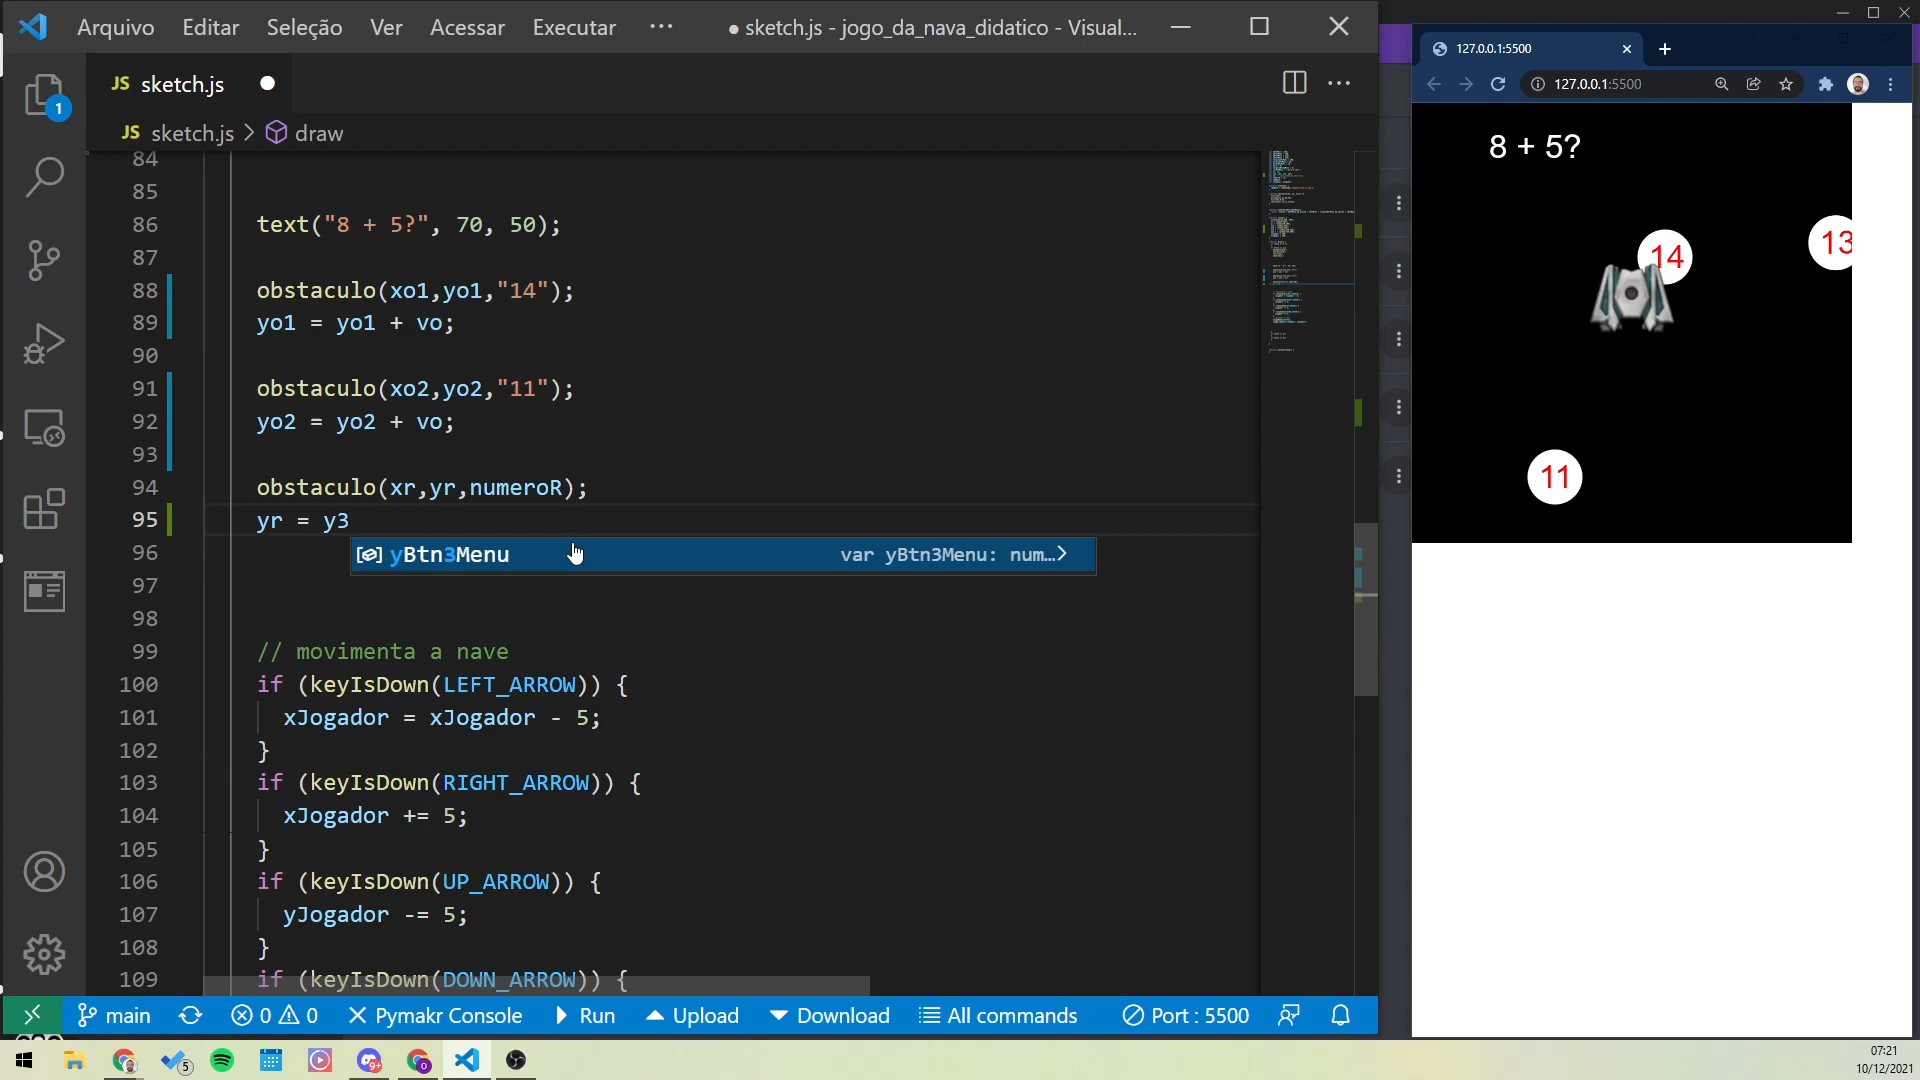 Arquivo Editar Seleção Ver Acessar Executar ··· ● sketch.js - jogo_da_nava_didatico - Visual...
JS sketch.js
JS sketch.js > draw
1
84
85
86 text("8 + 5?", 70, 50);
87
88 obstaculo(xo1,yo1,"14");
89 yo1 = yo1 + vo;
90
91 obstaculo(xo2,yo2,"11");
92 yo2 = yo2 + vo;
93
94 obstaculo(xr,yr,numeroR);
95 yr = y3
96 yBtn3Menu var yBtn3Menu: num…
97
98
99 // movimenta a nave
100 if (keyIsDown(LEFT_ARROW)) {
101 xJogador = xJogador - 5;
102 }
103 if (keyIsDown(RIGHT_ARROW)) {
104 xJogador += 5;
105 }
106 if (keyIsDown(UP_ARROW)) {
107 yJogador -= 5;
108 }
109 if (keyIsDown(DOWN_ARROW)) {
main 0 0 Pymakr Console Run Upload Download All commands Port : 5500
127.0.0.1:5500
127.0.0.1:5500
8 + 5?
13
14
11
5
9+
07:21
10/12/2021